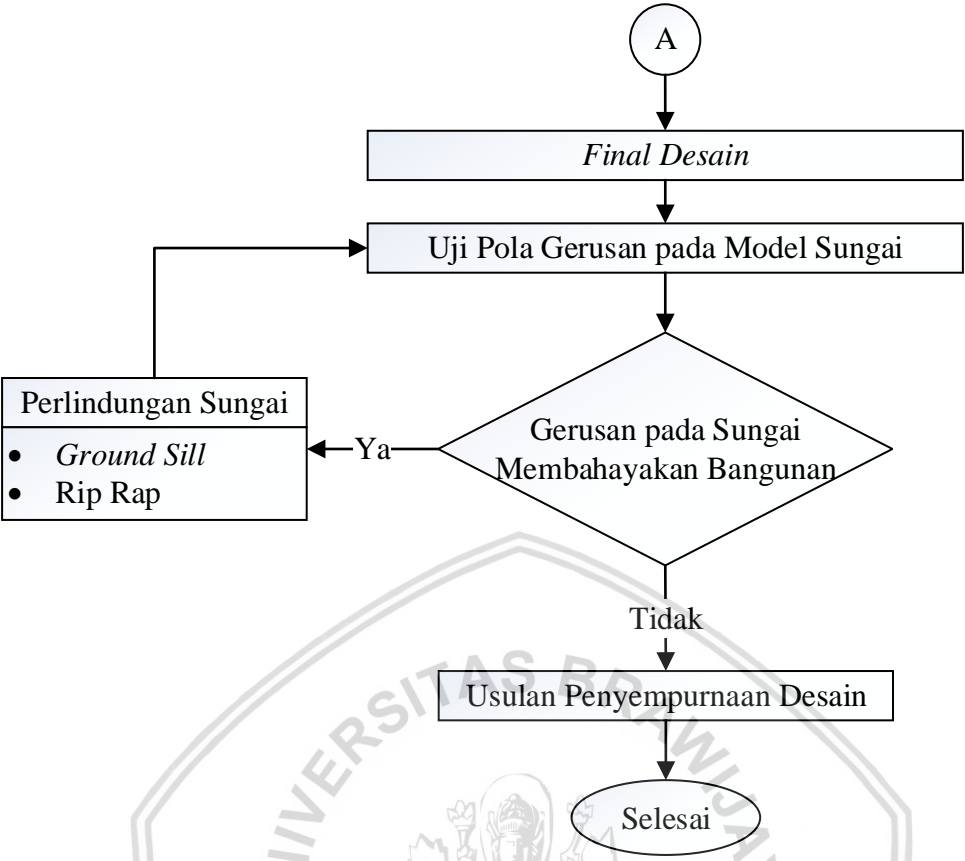 A
Final Desain
Uji Pola Gerusan pada Model Sungai
Perlindungan Sungai
• Ground Sill
• Rip Rap
Ya
Gerusan pada Sungai
Membahayakan Bangunan
Tidak
Usulan Penyempurnaan Desain
Selesai